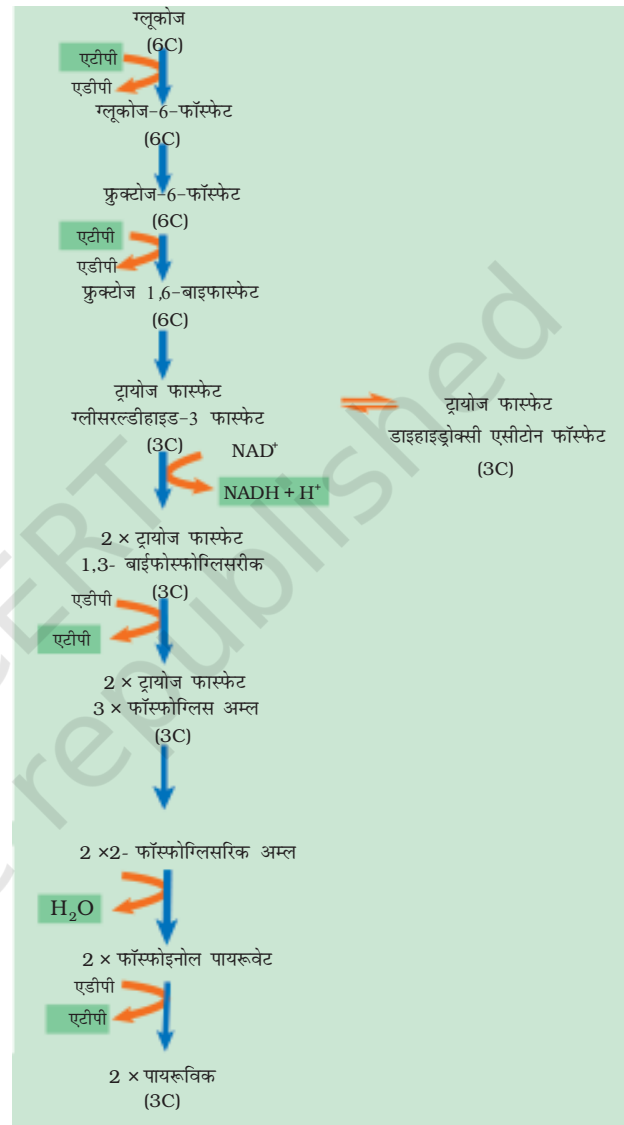 ग्लूकोज
(6C)
एटीपी
एडीपी
ग्लूकोज-6-फॉस्फेट
(6C)
फ्रुक्टोज-6-फॉस्फेट
(6C)
एटीपी
एडीपी
फ्रुक्टोज 1,6-बाइफास्फेट
(6C)
ट्रायोज फास्फेट
ग्लीसरल्डीहाइड-3 फास्फेट
(3C)
ट्रायोज फास्फेट
डाइहाइड्रोक्सी एसीटोन फॉस्फेट
(3C)
NAD⁺
NADH + H⁺
2 × ट्रायोज फास्फेट
1,3- बाईफोस्फोग्लिसरीक
(3C)
एडीपी
एटीपी
2 × ट्रायोज फास्फेट
3 × फॉस्फोग्लिस अम्ल
(3C)
2 ×2- फॉस्फोग्लिसरिक अम्ल
H₂O
2 × फॉस्फोइनोल पायरूवेट
एडीपी
एटीपी
2 × पायरूविक
(3C)
republished